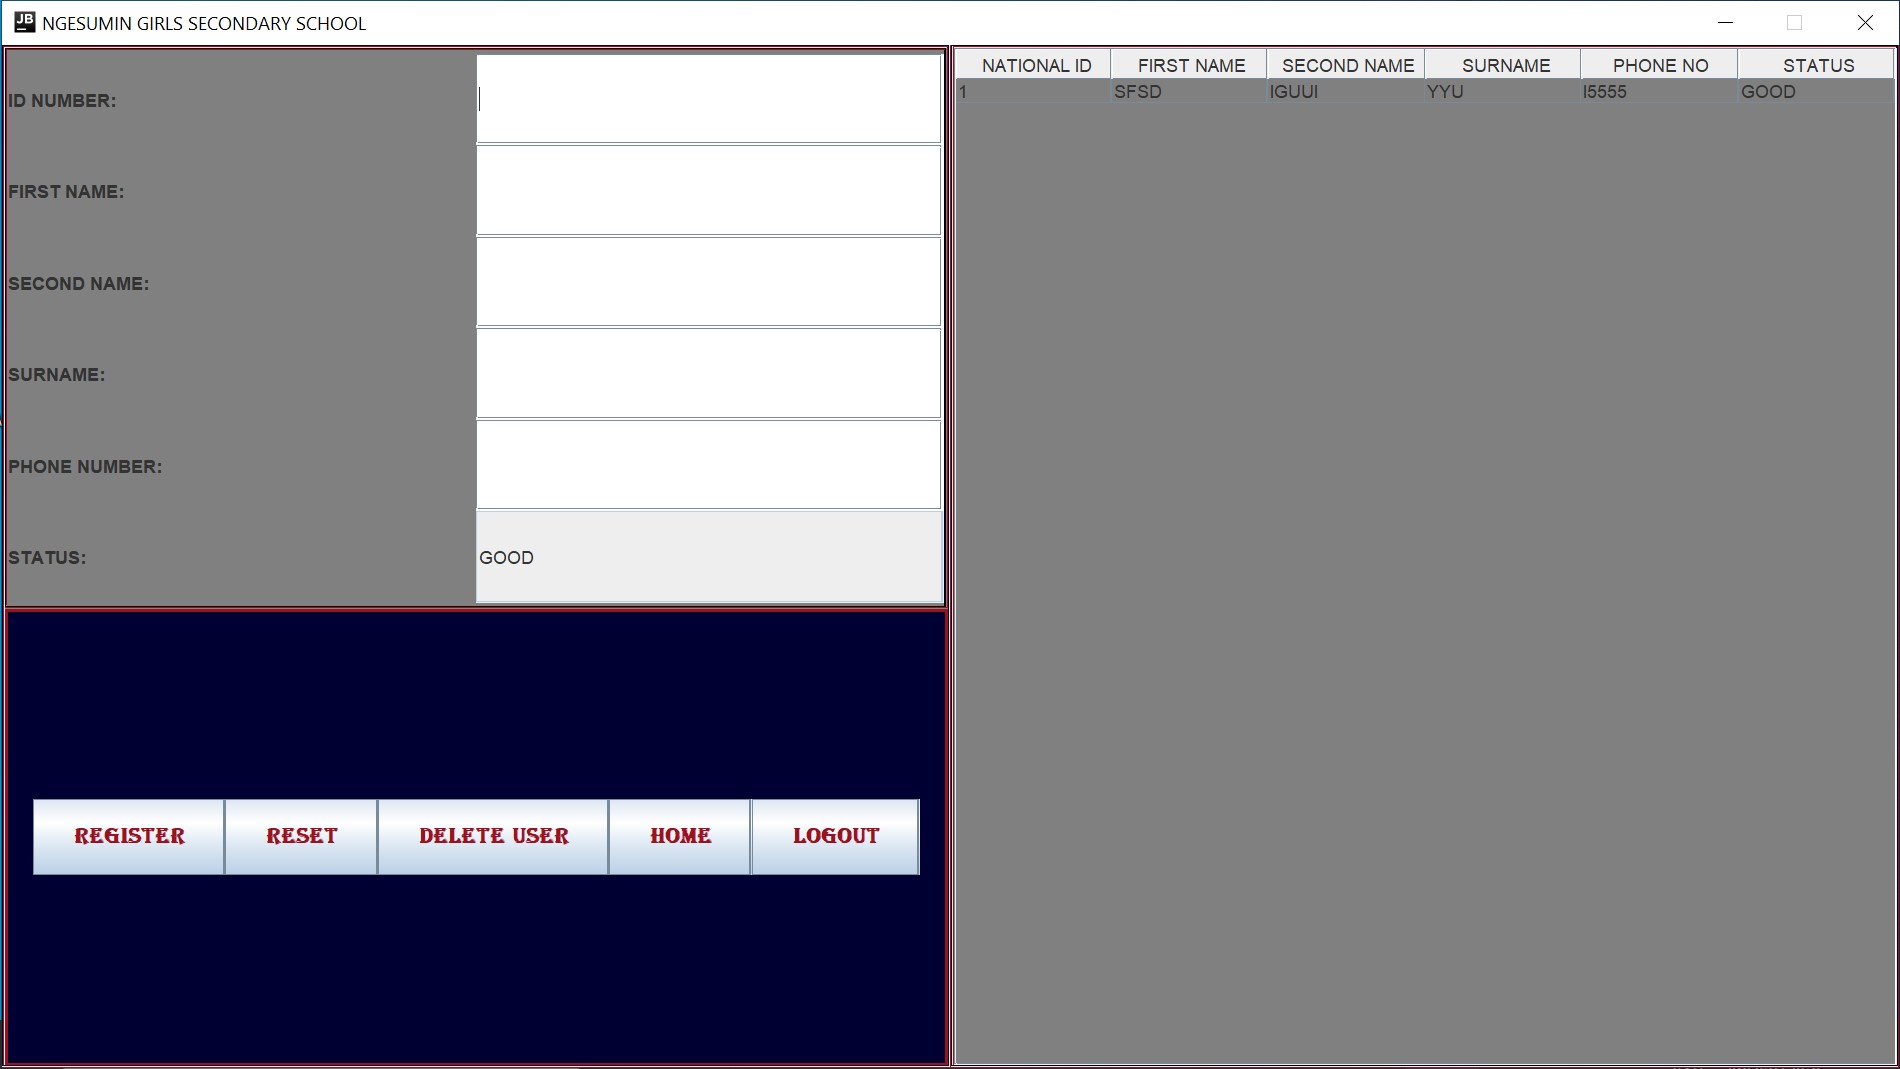 JB NGESUMIN GIRLS SECONDARY SCHOOL
ID NUMBER:
FIRST NAME:
SECOND NAME:
SURNAME:
PHONE NUMBER:
STATUS: GOOD
REGISTER RESET DELETE USER HOME LOGOUT
NATIONAL ID FIRST NAME SECOND NAME SURNAME PHONE NO STATUS
1 SFSD IGUUI YYU I5555 GOOD